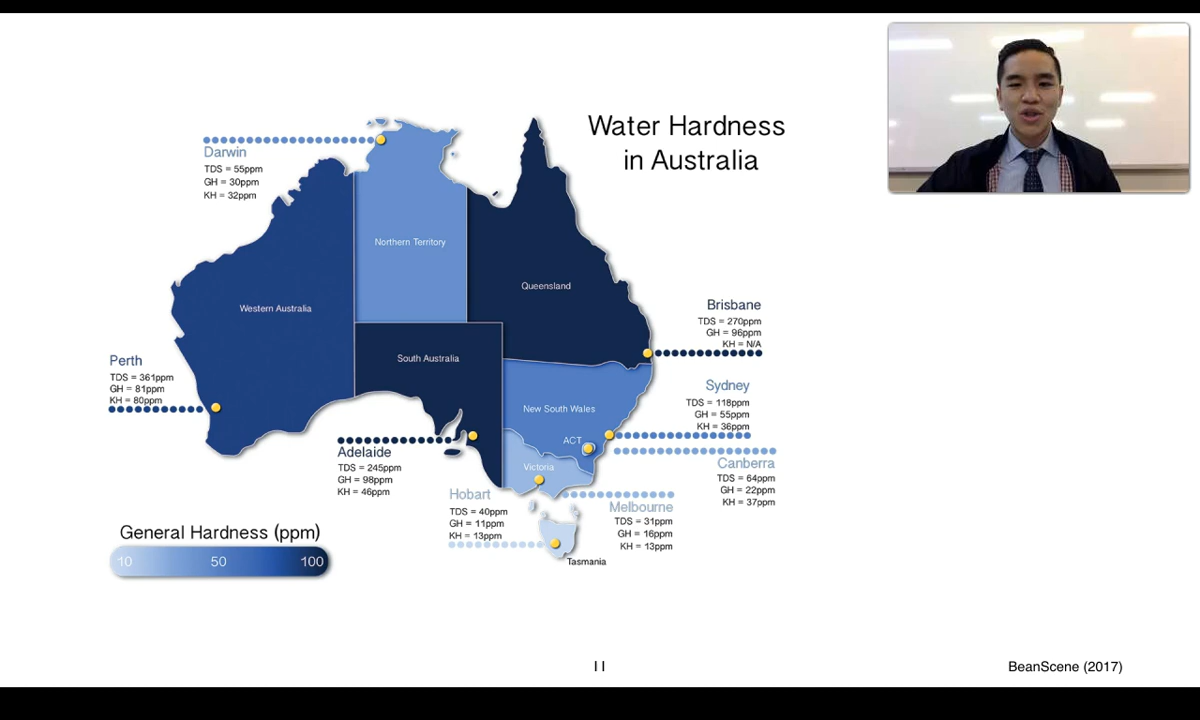 Water Hardness
in Australia
Darwin
TDS = 55ppm
GH = 30ppm
KH = 32ppm
Northern Territory
Queensland
Western Australia
Brisbane
TDS = 270ppm
GH = 96ppm
KH = N/A
South Australia
Perth
TDS = 361ppm
GH = 81ppm
KH = 80ppm
Sydney
TDS = 118ppm
GH = 55ppm
KH = 36ppm
New South Wales
ACT
Adelaide
TDS = 245ppm
GH = 98ppm
KH = 46ppm
Victoria
Canberra
TDS = 64ppm
GH = 22ppm
KH = 37ppm
Hobart
TDS = 40ppm
GH = 11ppm
KH = 13ppm
Melbourne
TDS = 31ppm
GH = 16ppm
KH = 13ppm
Tasmania
General Hardness (ppm)
10 50 100
11
BeanScene (2017)